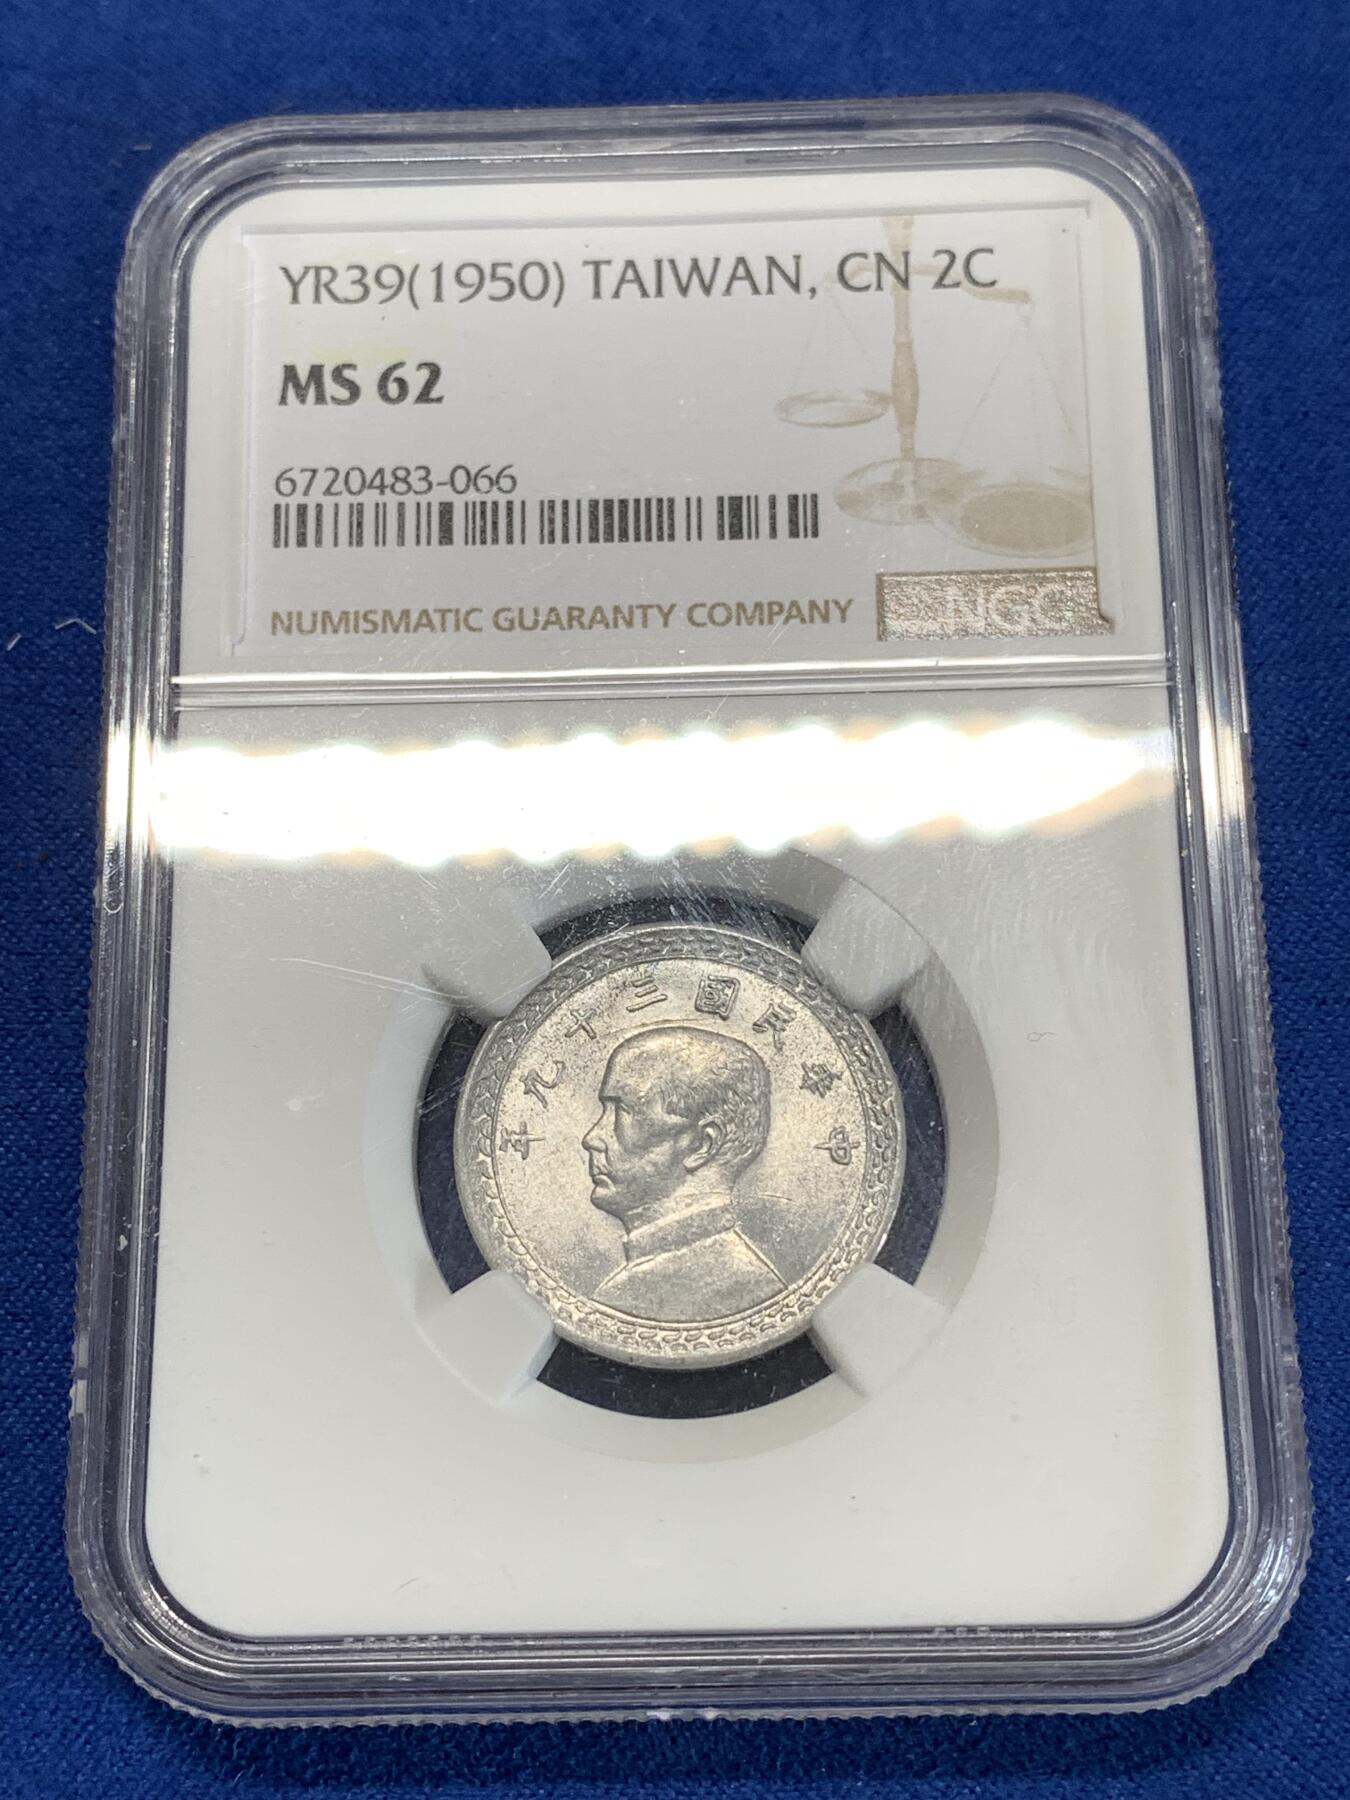 YR39(1950) TAIWAN, CN 2C
MS 62
6720483-066
NUMISMATIC GUARANTY COMPANY
NGC
年九十三國民華中